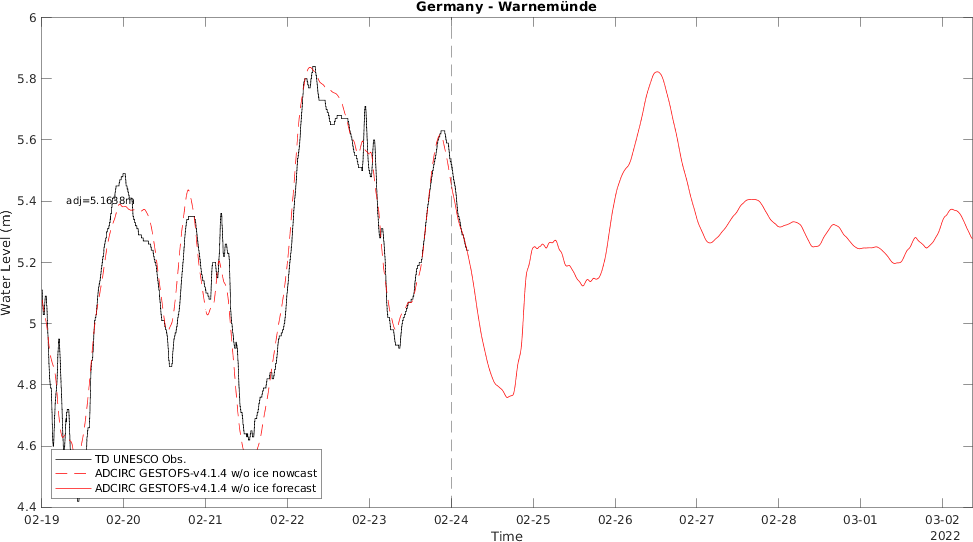 Germany - Warnemünde
6
5.8
5.6
5.4
5.2
5
4.8
4.6
4.4
Water Level (m)
adj=5.1638m
TD UNESCO Obs.
ADCIRC GESTOFS-v4.1.4 w/o ice nowcast
ADCIRC GESTOFS-v4.1.4 w/o ice forecast
02-19 02-20 02-21 02-22 02-23 02-24 02-25 02-26 02-27 02-28 03-01 03-02
Time
2022